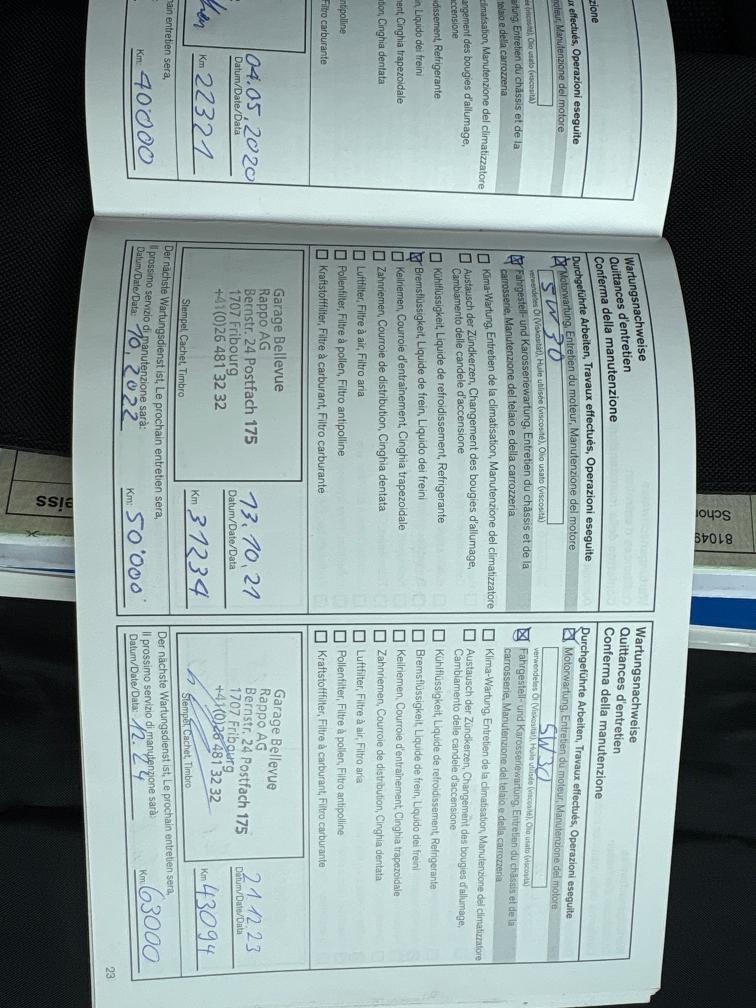 zione
ux effectués, Operazioni eseguite
moteur, Manutenzione del motore
ée (viscosité), Olio usato (viscosità)
artung, Entretien du châssis et de la
telaio e della carrozzeria
climatisation, Manutenzione del climatizzatore
angement des bougies d'allumage,
accensione
oidissement, Refrigerante
n, Liquido dei freni
ment, Cinghia trapezoidale
tion, Cinghia dentata
ntipolline
Filtro carburante
04.05.2020
Datum/Date/Data
Km 22321
hain entretien sera,
Km: 40'000
Wartungsnachweise
Quittances d'entretien
Conferma della manutenzione
Durchgeführte Arbeiten, Travaux effectués, Operazioni eseguite
Motorwartung, Entretien du moteur, Manutenzione del motore
5W30
verwendetes Öl (Viskosität), Huile utilisée (viscosité), Olio usato (viscosità)
Fahrgestell- und Karosseriewartung, Entretien du châssis et de la
carrosserie, Manutenzione del telaio e della carrozzeria
Klima-Wartung, Entretien de la climatisation, Manutenzione del climatizzatore
Austausch der Zündkerzen, Changement des bougies d'allumage,
Cambiamento delle candele d'accensione
Kühlflüssigkeit, Liquide de refroidissement, Refrigerante
Bremsflüssigkeit, Liquide de frein, Liquido dei freni
Keilriemen, Courroie d'entraînement, Cinghia trapezoidale
Zahnriemen, Courroie de distribution, Cinghia dentata
Luftfilter, Filtre à air, Filtro aria
Pollenfilter, Filtre à pollen, Filtro antipolline
Kraftstofffilter, Filtre à carburant, Filtro carburante
Garage Bellevue
Rappo AG
Bernstr. 24 Postfach 175
1707 Fribourg
+41(0)26 481 32 32
Stempel, Cachet, Timbro
13.10.21
Datum/Date/Data
Km 31234
Der nächste Wartungsdienst ist, Le prochain entretien sera,
Il prossimo servizio di manutenzione sarà:
Datum/Date/Data: 10.2022
Km: 50'000
Wartungsnachweise
Quittances d'entretien
Conferma della manutenzione
Durchgeführte Arbeiten, Travaux effectués, Operazioni eseguite
Motorwartung, Entretien du moteur, Manutenzione del motore
5W30
verwendetes Öl (Viskosität), Huile utilisée (viscosité), Olio usato (viscosità)
Fahrgestell- und Karosseriewartung, Entretien du châssis et de la
carrosserie, Manutenzione del telaio e della carrozzeria
Klima-Wartung, Entretien de la climatisation, Manutenzione del climatizzatore
Austausch der Zündkerzen, Changement des bougies d'allumage,
Cambiamento delle candele d'accensione
Kühlflüssigkeit, Liquide de refroidissement, Refrigerante
Bremsflüssigkeit, Liquide de frein, Liquido dei freni
Keilriemen, Courroie d'entraînement, Cinghia trapezoidale
Zahnriemen, Courroie de distribution, Cinghia dentata
Luftfilter, Filtre à air, Filtro aria
Pollenfilter, Filtre à pollen, Filtro antipolline
Kraftstofffilter, Filtre à carburant, Filtro carburante
Garage Bellevue
Rappo AG
Bernstr. 24 Postfach 175
1707 Fribourg
+41(0)26 481 32 32
Stempel, Cachet, Timbro
21.12.23
Datum/Date/Data
Km 43094
Der nächste Wartungsdienst ist, Le prochain entretien sera,
Il prossimo servizio di manutenzione sarà:
Datum/Date/Data: 12.24
Km: 63000
23
eiss
Scho
8104